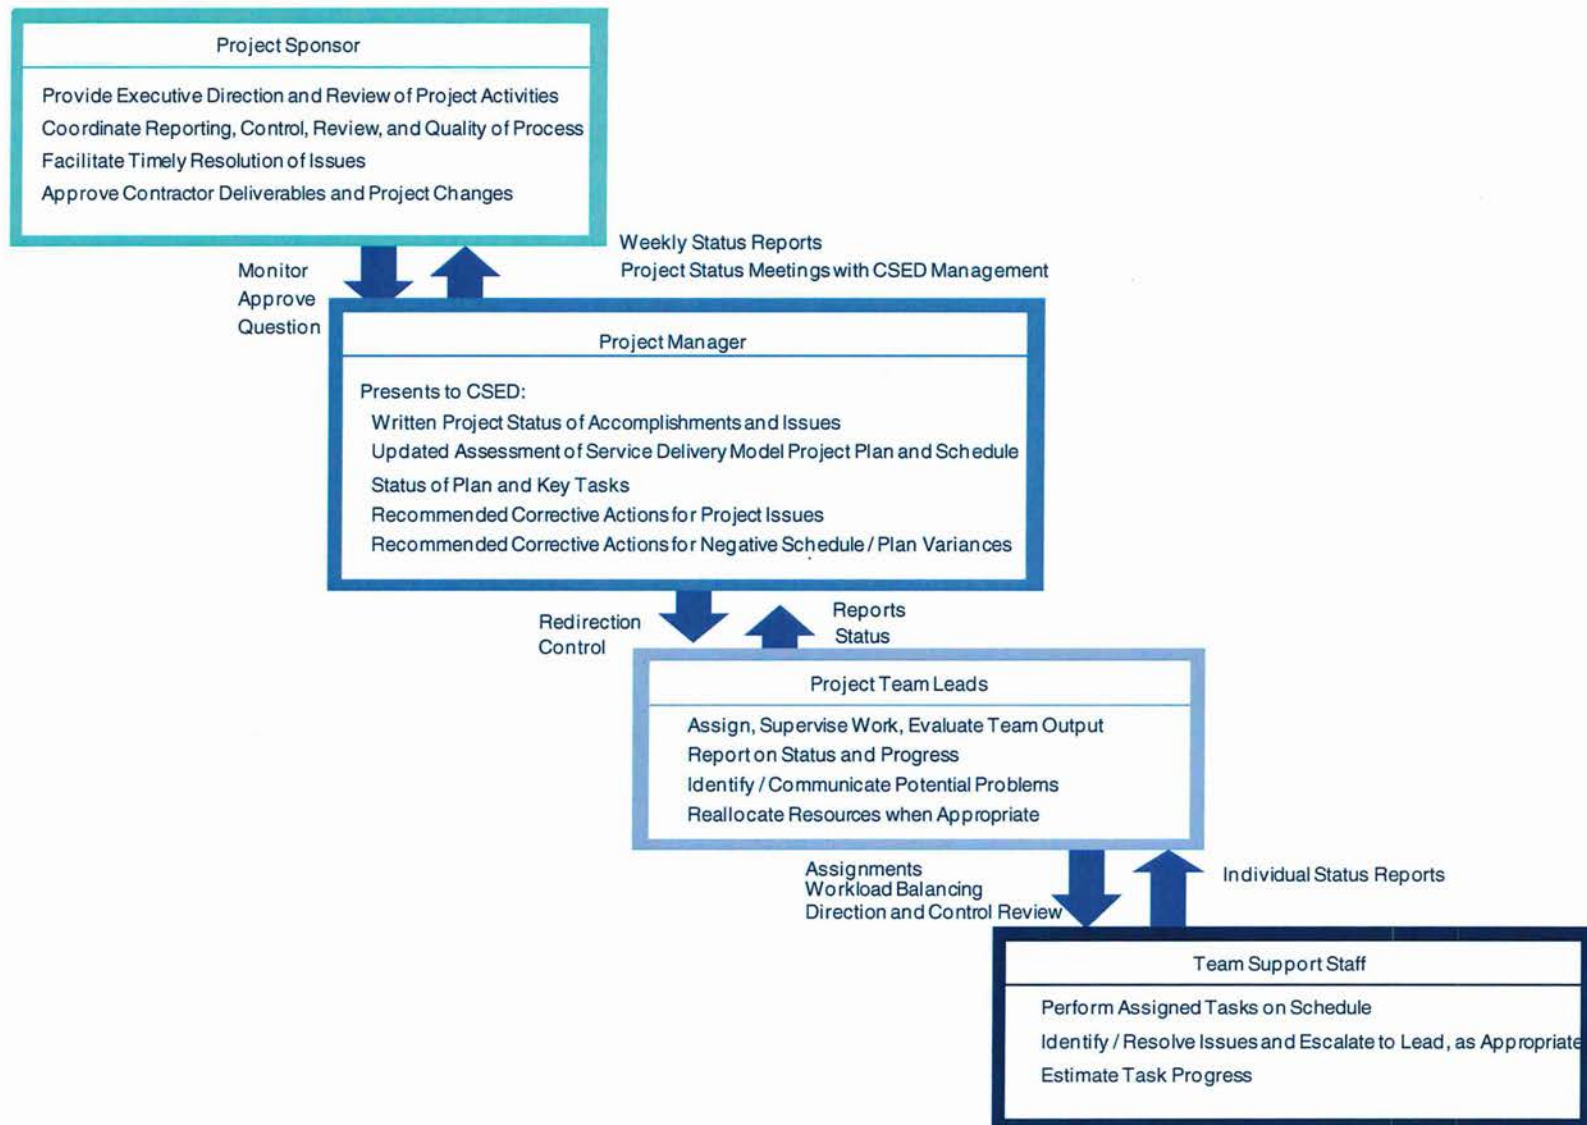 Project Sponsor
Provide Executive Direction and Review of Project Activities
Coordinate Reporting, Control, Review, and Quality of Process
Facilitate Timely Resolution of Issues
Approve Contractor Deliverables and Project Changes
Monitor
Approve
Question
Weekly Status Reports
Project Status Meetings with CSED Management
Project Manager
Presents to CSED:
Written Project Status of Accomplishments and Issues
Updated Assessment of Service Delivery Model Project Plan and Schedule
Status of Plan and Key Tasks
Recommended Corrective Actions for Project Issues
Recommended Corrective Actions for Negative Schedule / Plan Variances
Redirection
Control
Reports
Status
Project Team Leads
Assign, Supervise Work, Evaluate Team Output
Report on Status and Progress
Identify / Communicate Potential Problems
Reallocate Resources when Appropriate
Assignments
Workload Balancing
Direction and Control Review
Individual Status Reports
Team Support Staff
Perform Assigned Tasks on Schedule
Identify / Resolve Issues and Escalate to Lead, as Appropriate
Estimate Task Progress